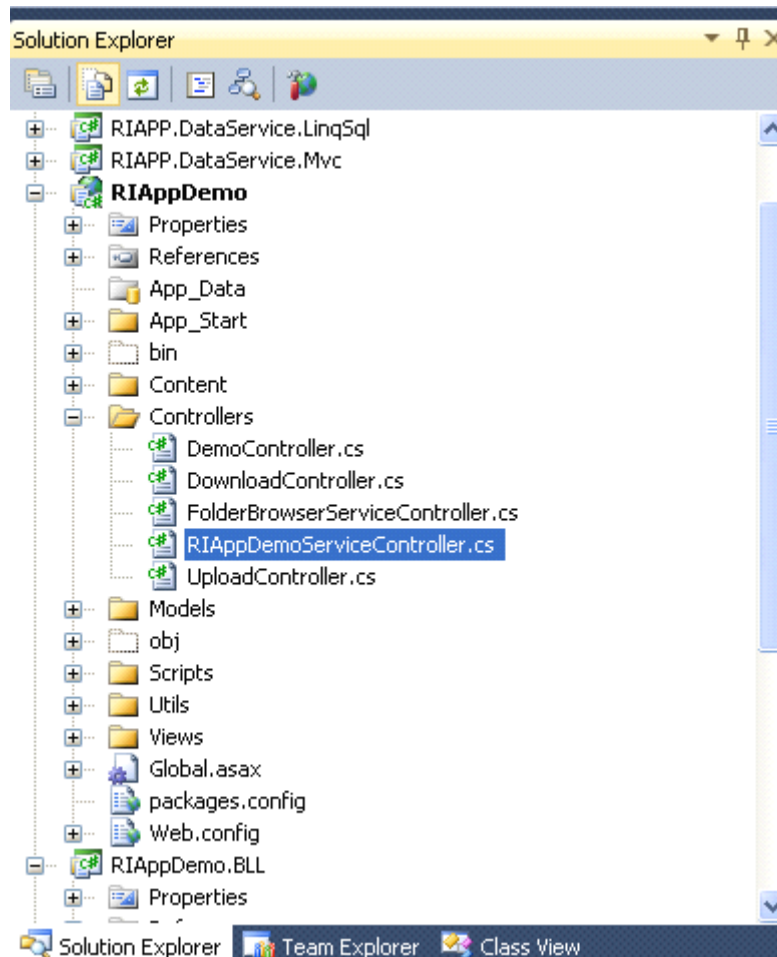 Solution Explorer
RIAPP.DataService.LinqSql
RIAPP.DataService.Mvc
RIAppDemo
Properties
References
App_Data
App_Start
bin
Content
Controllers
DemoController.cs
DownloadController.cs
FolderBrowserServiceController.cs
RIAppDemoServiceController.cs
UploadController.cs
Models
obj
Scripts
Utils
Views
Global.asax
packages.config
Web.config
RIAppDemo.BLL
Properties
Solution Explorer Team Explorer Class View